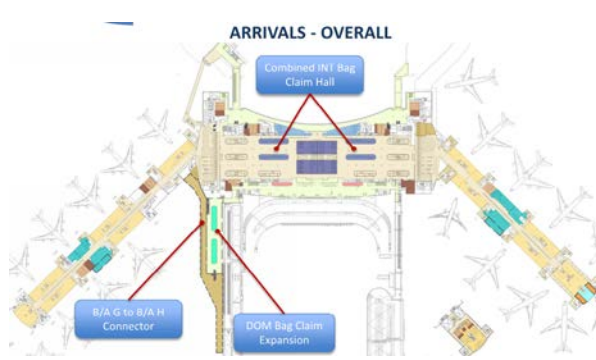 ARRIVALS - OVERALL
Combined INT Bag
Claim Hall
B/A G to B/A H
Connector
DOM Bag Claim
Expansion